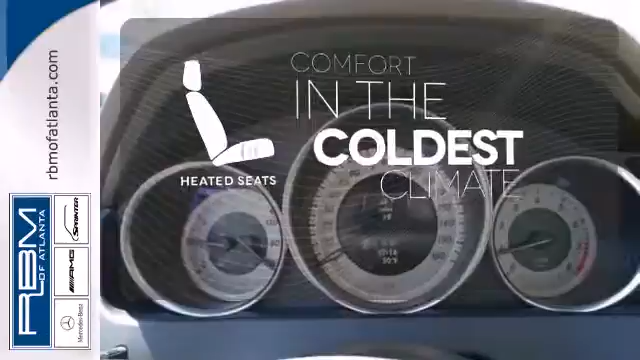 COMFORT
IN THE
COLDEST
CLIMATE
HEATED SEATS
rbmofatlanta.com
RBM
OF ATLANTA
SPRINTER
AMG
Mercedes-Benz